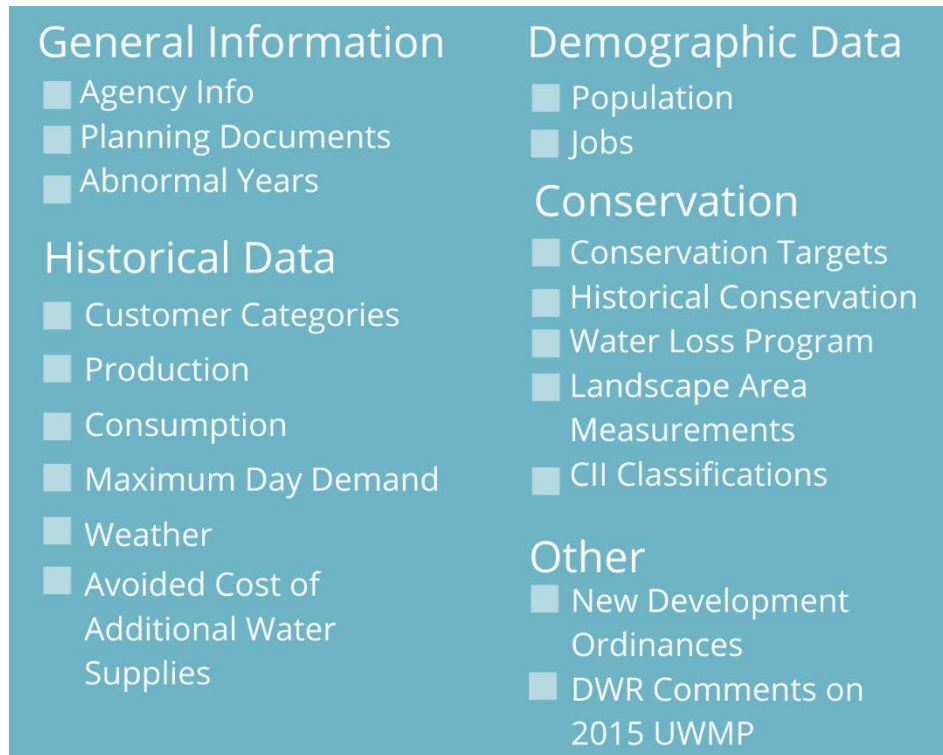 General Information
Agency Info
Planning Documents
Abnormal Years
Historical Data
Customer Categories
Production
Consumption
Maximum Day Demand
Weather
Avoided Cost of
Additional Water
Supplies
Demographic Data
Population
Jobs
Conservation
Conservation Targets
Historical Conservation
Water Loss Program
Landscape Area
Measurements
CII Classifications
Other
New Development
Ordinances
DWR Comments on
2015 UWMP